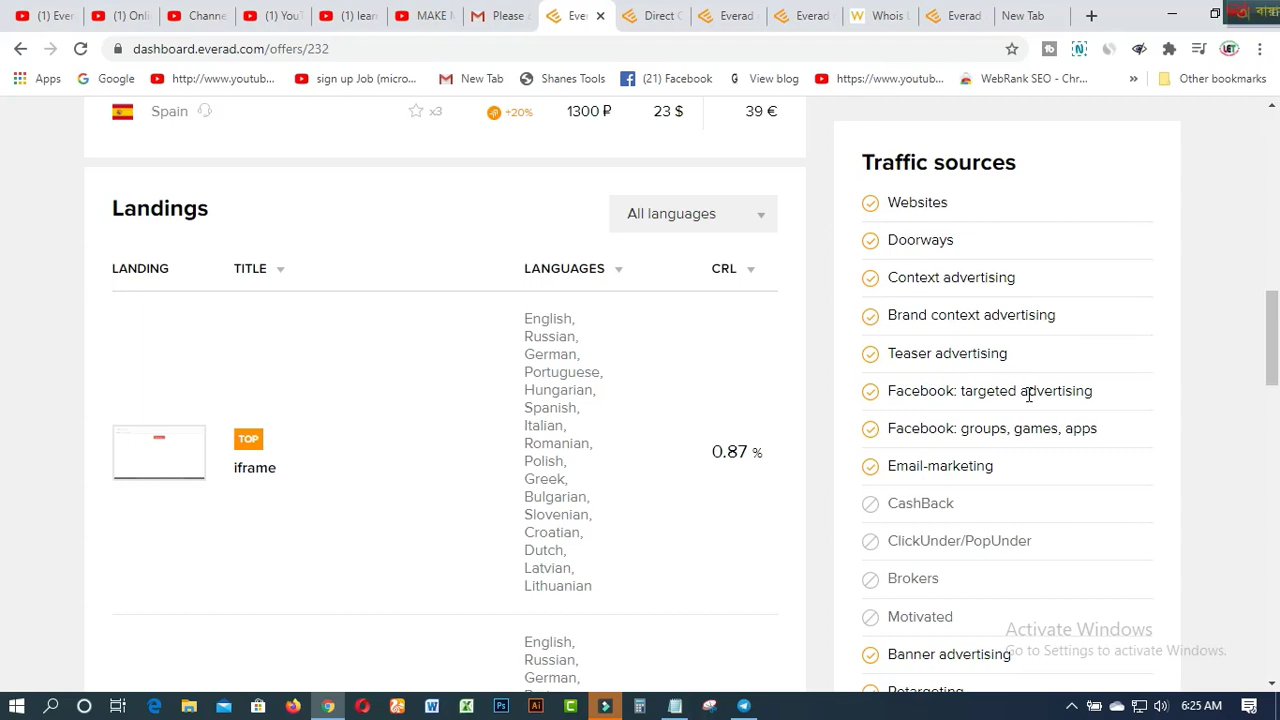 (1) Ever
(1) Onli
Channe
(1) YouT
(1) lear
MAKE I
Please
Ever
Direct C
Everad
Everad
Whois
Everad
New Tab
dashboard.everad.com/offers/232
Apps
Google
http://www.youtub...
sign up Job (micro...
New Tab
Shanes Tools
(21) Facebook
View blog
https://www.youtub...
WebRank SEO - Chr...
Other bookmarks
Spain x3 +20% 1300 ₽ 23 $ 39 €
Landings
All languages
LANDING TITLE LANGUAGES CRL
English,
Russian,
German,
Portuguese,
Hungarian,
Spanish,
Italian,
Romanian,
Polish,
Greek,
Bulgarian,
Slovenian,
Croatian,
Dutch,
Latvian,
Lithuanian
TOP
iframe
0.87 %
English,
Russian,
German,
Traffic sources
Websites
Doorways
Context advertising
Brand context advertising
Teaser advertising
Facebook: targeted advertising
Facebook: groups, games, apps
Email-marketing
CashBack
ClickUnder/PopUnder
Brokers
Motivated
Banner advertising
Retargeting
Activate Windows
Go to Settings to activate Windows.
6:25 AM